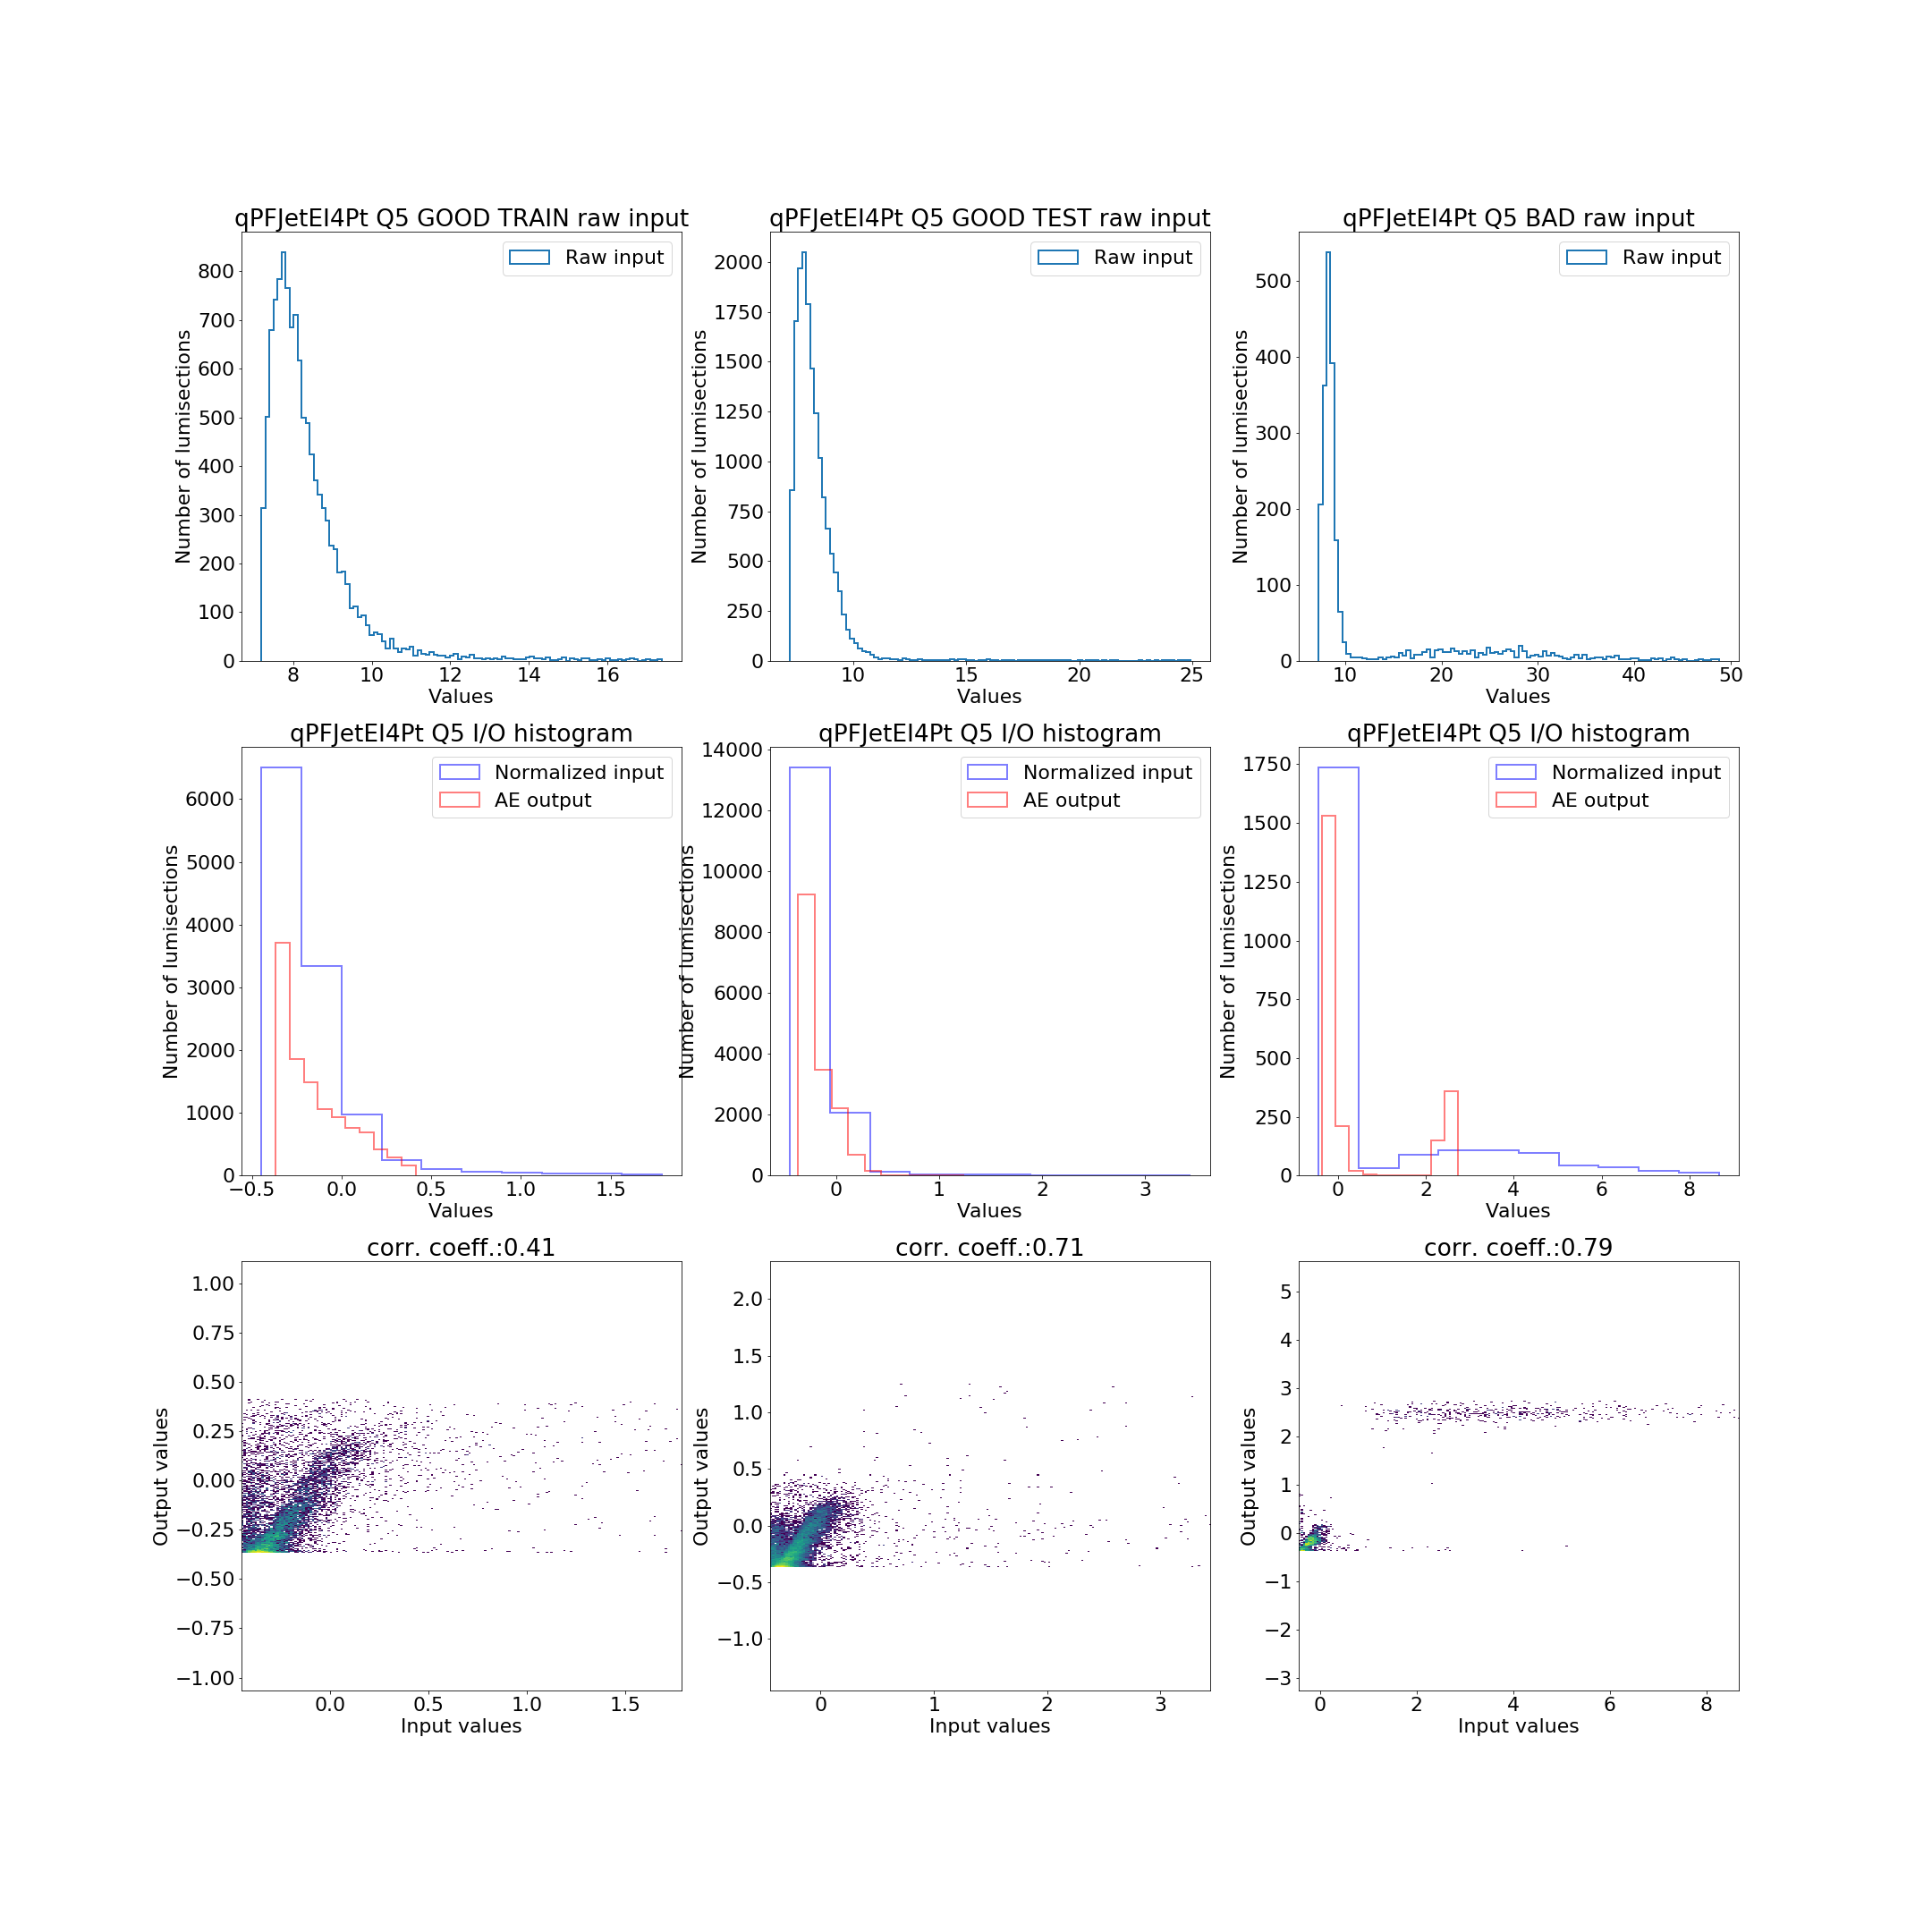 qPFJetEI4Pt Q5 GOOD TRAIN raw input
Raw input
800
700
600
500
400
300
200
100
0
Number of lumisections
8 10 12 14 16
Values
qPFJetEI4Pt Q5 GOOD TEST raw input
Raw input
2000
1750
1500
1250
1000
750
500
250
0
Number of lumisections
10 15 20 25
Values
qPFJetEI4Pt Q5 BAD raw input
Raw input
500
400
300
200
100
0
Number of lumisections
10 20 30 40 50
Values
qPFJetEI4Pt Q5 I/O histogram
Normalized input
AE output
6000
5000
4000
3000
2000
1000
0
Number of lumisections
−0.5 0.0 0.5 1.0 1.5
Values
qPFJetEI4Pt Q5 I/O histogram
Normalized input
AE output
14000
12000
10000
8000
6000
4000
2000
0
Number of lumisections
0 1 2 3
Values
qPFJetEI4Pt Q5 I/O histogram
Normalized input
AE output
1750
1500
1250
1000
750
500
250
0
Number of lumisections
0 2 4 6 8
Values
corr. coeff.:0.41
1.00
0.75
0.50
0.25
0.00
−0.25
−0.50
−0.75
−1.00
Output values
0.0 0.5 1.0 1.5
Input values
corr. coeff.:0.71
2.0
1.5
1.0
0.5
0.0
−0.5
−1.0
Output values
0 1 2 3
Input values
corr. coeff.:0.79
5
4
3
2
1
0
−1
−2
−3
Output values
0 2 4 6 8
Input values